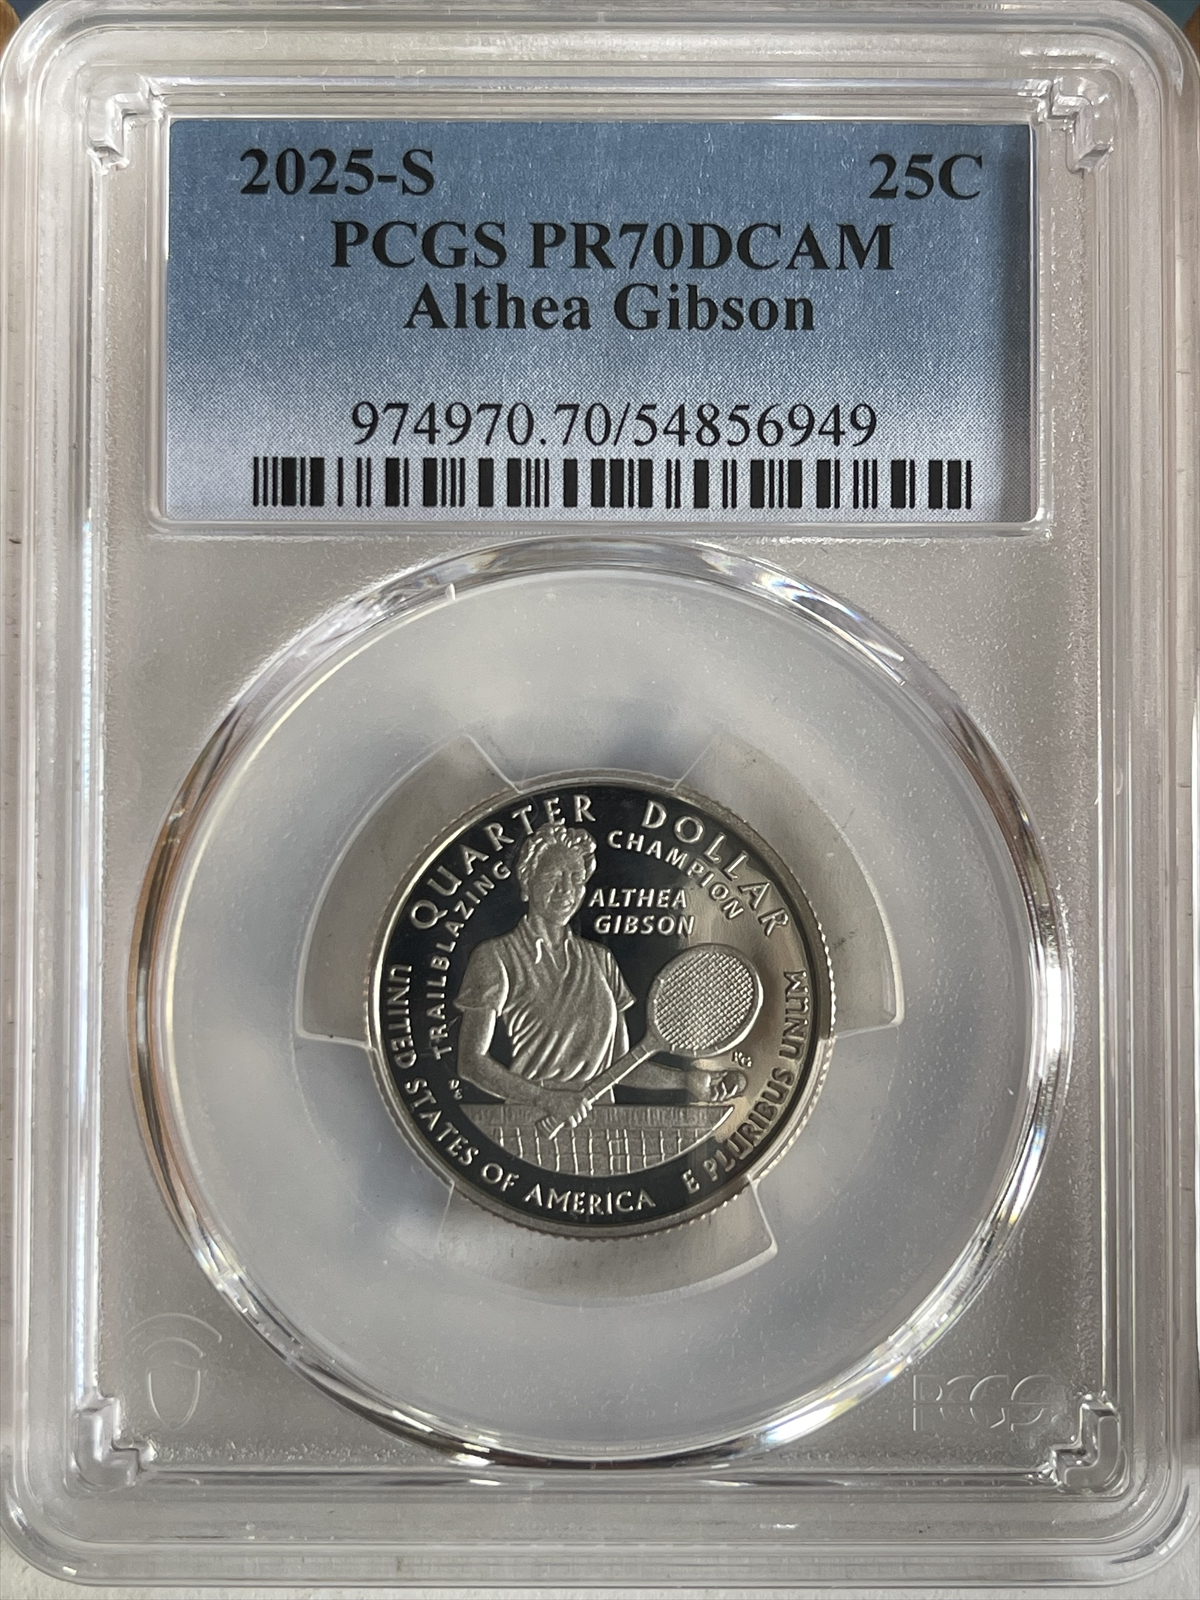 2025-S 25C
PCGS PR70DCAM
Althea Gibson
974970.70/54856949
QUARTER DOLLAR
TRAILBLAZING CHAMPION
ALTHEA
GIBSON
UNITED STATES OF AMERICA
E PLURIBUS UNUM
PCGS